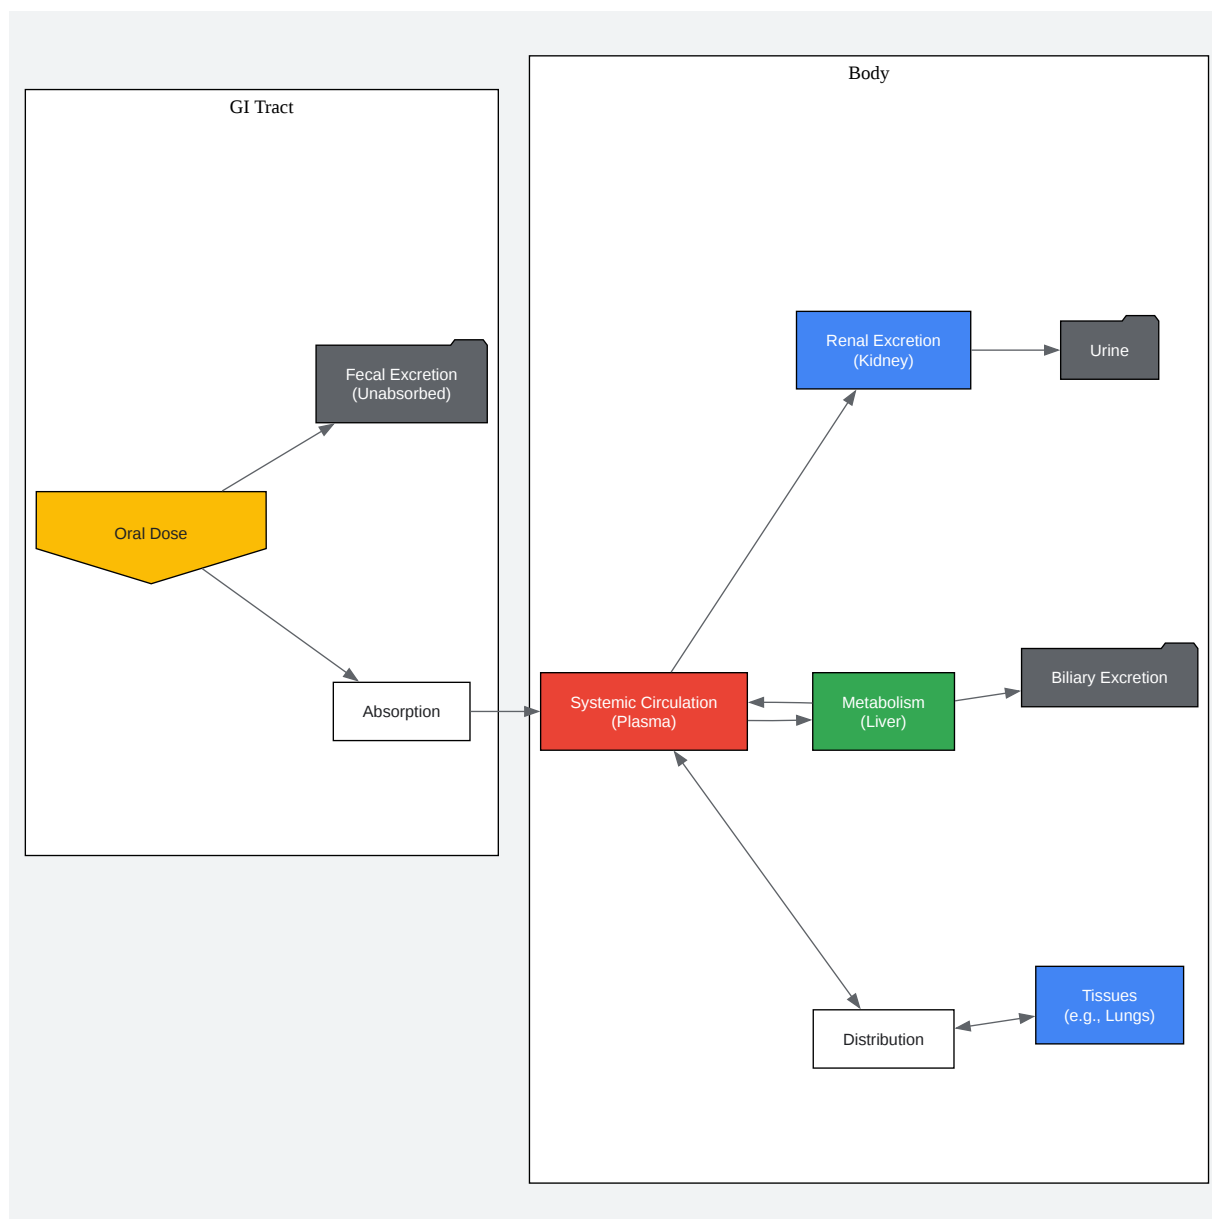 GI Tract
Fecal Excretion
(Unabsorbed)
Oral Dose
Absorption
Body
Renal Excretion
(Kidney)
Urine
Systemic Circulation
(Plasma)
Metabolism
(Liver)
Biliary Excretion
Distribution
Tissues
(e.g., Lungs)